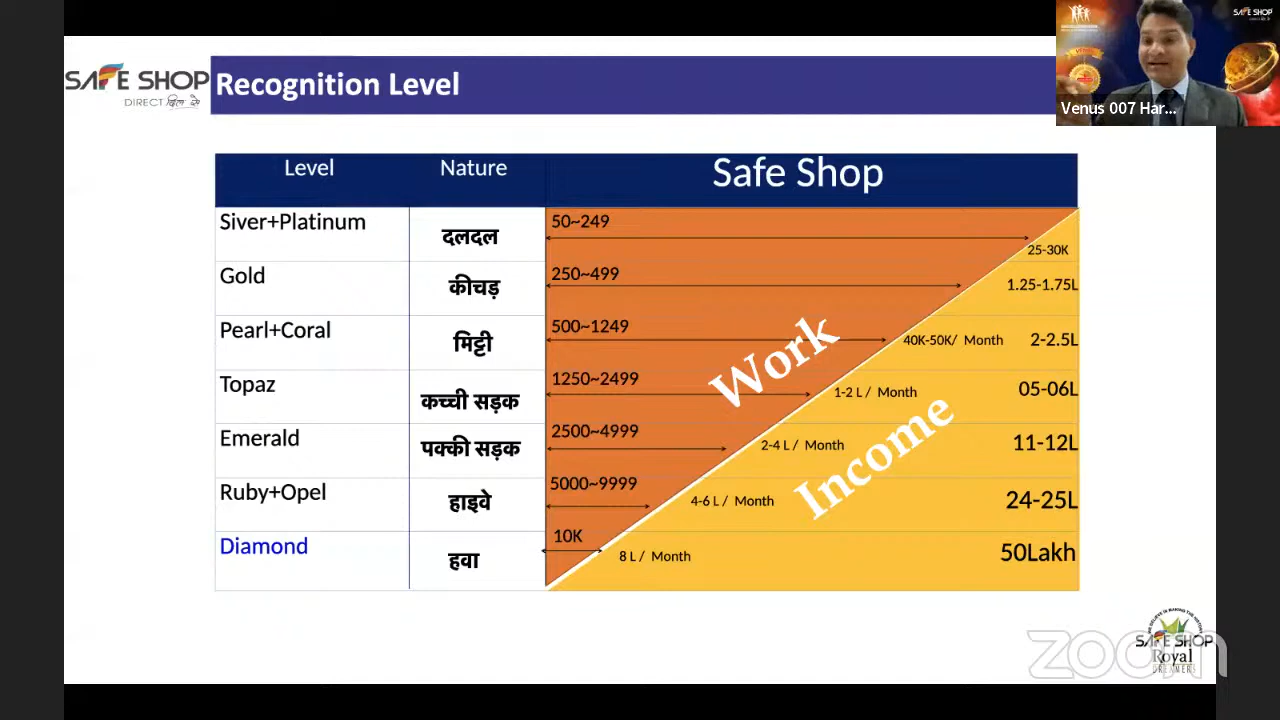 SAFE SHOP
SAFE SHOP
DIRECT दिल से
Recognition Level
Venus 007 Har...
Level Nature Safe Shop
Siver+Platinum दलदल 50~249 25-30K
Gold कीचड़ 250~499 1.25-1.75L
Pearl+Coral मिट्टी 500~1249 40K-50K/ Month 2-2.5L
Topaz कच्ची सड़क 1250~2499 1-2 L / Month 05-06L
Emerald पक्की सड़क 2500~4999 2-4 L / Month 11-12L
Ruby+Opel हाइवे 5000~9999 4-6 L / Month 24-25L
Diamond हवा 10K 8 L / Month 50Lakh
Work
Income
zoom
SAFE SHOP
Royal